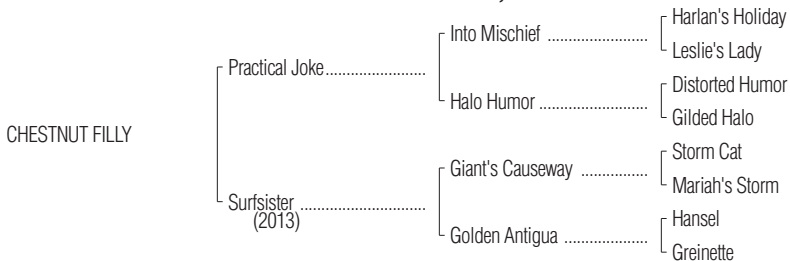 Harlan's Holiday
Into Mischief ........................
Leslie's Lady
Practical Joke........................
Distorted Humor
Halo Humor ..........................
Gilded Halo
CHESTNUT FILLY
Storm Cat
Giant's Causeway ................
Mariah's Storm
Surfsister ..............................
(2013)
Hansel
Golden Antigua ....................
Greinette